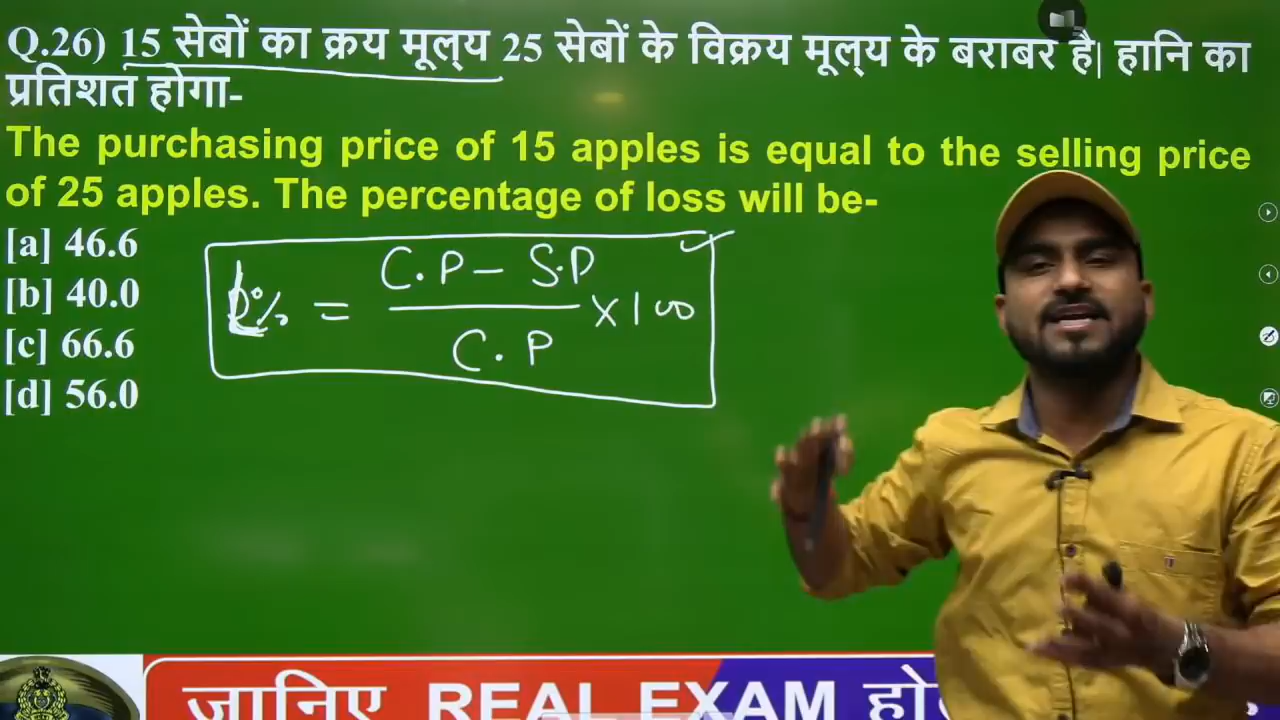 Q.26) 15 सेबों का क्रय मूल्य 25 सेबों के विक्रय मूल्य के बराबर है| हानि का
प्रतिशत होगा-
The purchasing price of 15 apples is equal to the selling price
of 25 apples. The percentage of loss will be-
[a] 46.6
[b] 40.0
[c] 66.6
[d] 56.0
C.P - S.P
% = ×100
C.P
जानिए REAL EXAM